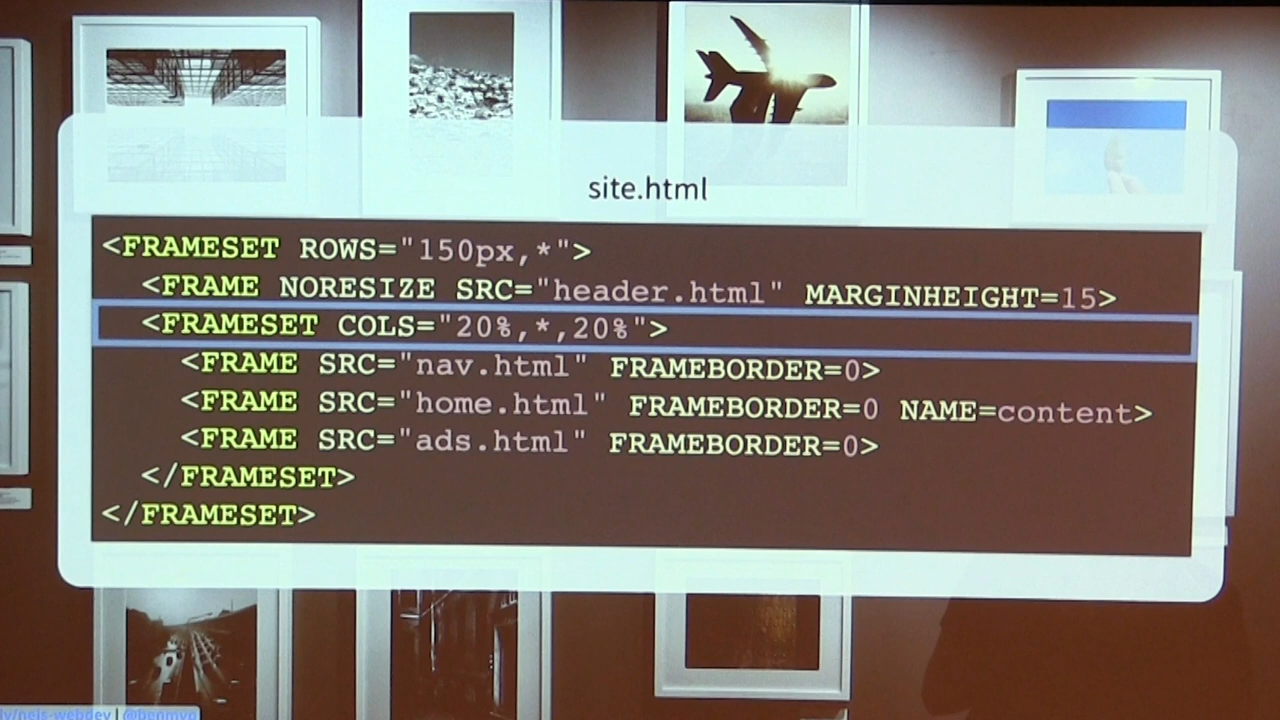 site.html
<FRAMESET ROWS="150px,*">
<FRAME NORESIZE SRC="header.html" MARGINHEIGHT=15>
<FRAMESET COLS="20%,*,20%">
<FRAME SRC="nav.html" FRAMEBORDER=0>
<FRAME SRC="home.html" FRAMEBORDER=0 NAME=content>
<FRAME SRC="ads.html" FRAMEBORDER=0>
</FRAMESET>
</FRAMESET>